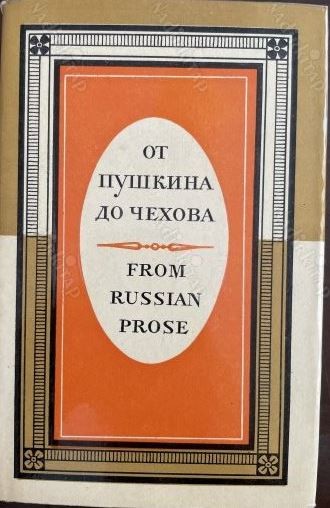 ОТ
ПУШКИНА
ДО ЧЕХОВА
FROM
RUSSIAN
PROSE